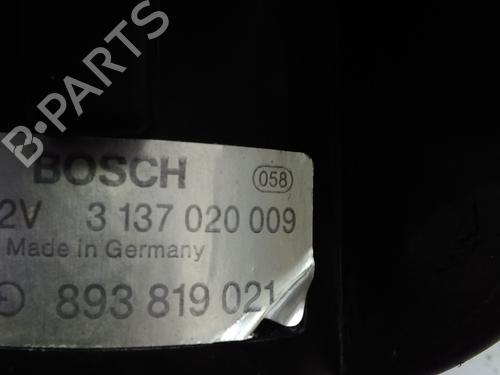 B-PARTS
BOSCH
058
2V 3 137 020 009
Made in Germany
893 819 021